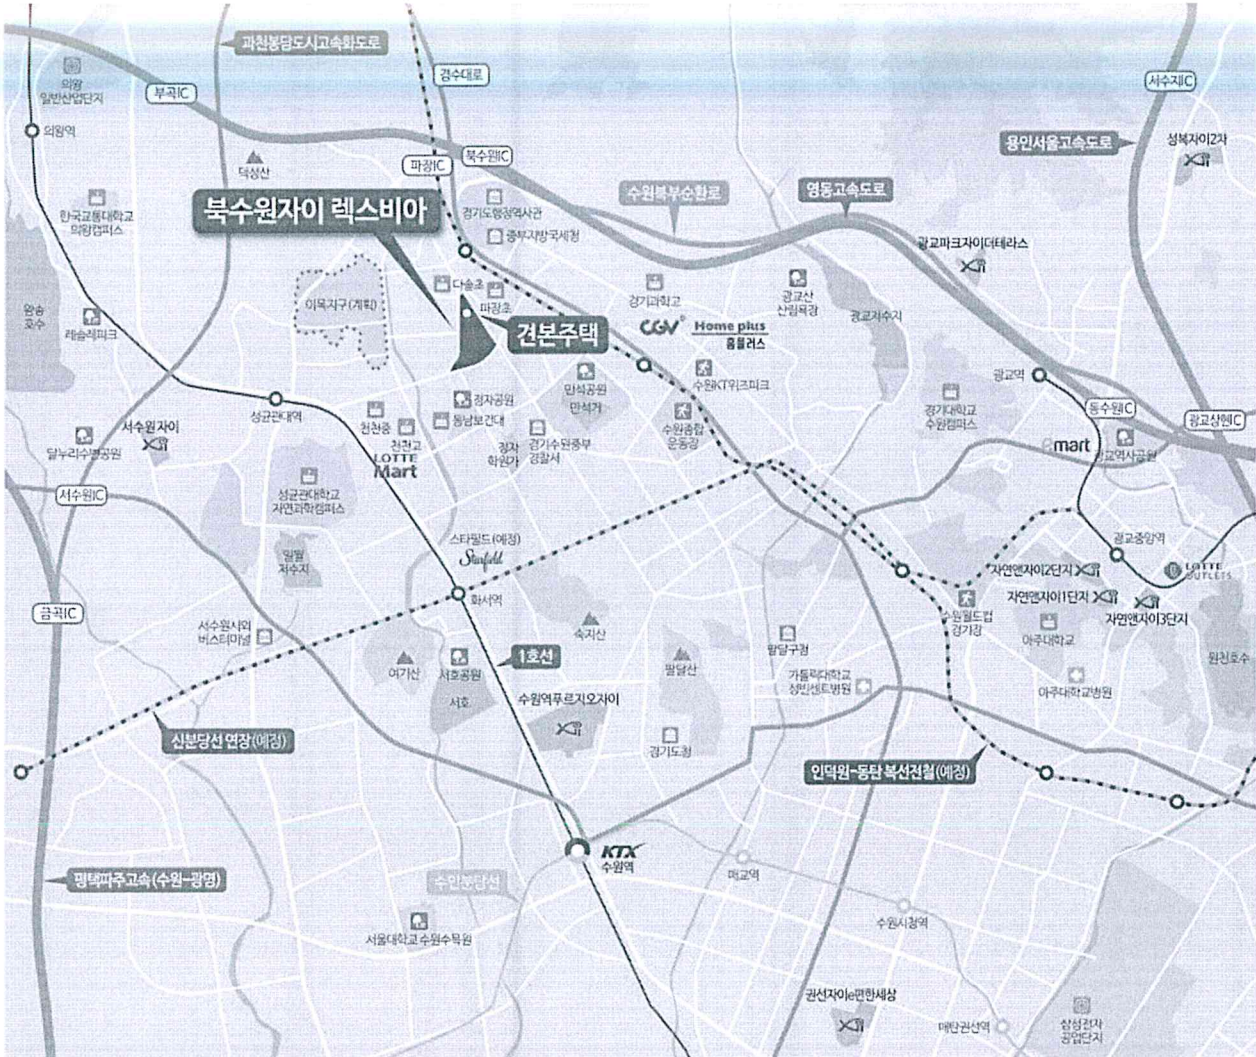 과천봉담도시고속화도로
경수대로
의왕
일반산업단지
부곡IC
서수지IC
의왕역
용인서울고속도로
성복자이2차
덕성산
파장IC
북수원IC
수원북부순환로
영동고속도로
한국교통대학교
의왕캠퍼스
북수원자이 렉스비아
경기도행정역사관
중부지방국세청
광교파크자이더테라스
왕송
호수
이목지구(계획)
다솔초
파장초
경기과학고
광교산
산림욕장
광교저수지
레솔레파크
견본주택
CGV
Home plus
홈플러스
성균관대역
만석공원
만석거
수원KT위즈파크
광교역
경기대학교
수원캠퍼스
동수원IC
광교상현IC
서수원자이
달누리수변공원
천천중
천천고
정자공원
동남보건대
정자
학원가
경기수원중부
경찰서
수원종합
운동장
emart
광교역사공원
LOTTE
Mart
서수원IC
성균관대학교
자연과학캠퍼스
일월
저수지
스타필드(예정)
Starfield
광교중앙역
자연앤자이2단지
LOTTE
OUTLETS
자연앤자이1단지
자연앤자이3단지
화서역
금곡IC
서수원시외
버스터미널
숙지산
수원월드컵
경기장
아주대학교
원천호수
여기산
서호공원
서호
1호선
팔달산
팔달구청
가톨릭대학교
성빈센트병원
아주대학교병원
수원역푸르지오자이
신분당선 연장(예정)
경기도청
인덕원-동탄 복선전철(예정)
KTX
수원역
평택파주고속(수원-광명)
수인분당선
매교역
수원시청역
서울대학교 수원수목원
권선자이e편한세상
매탄권선역
삼성전자
공업단지